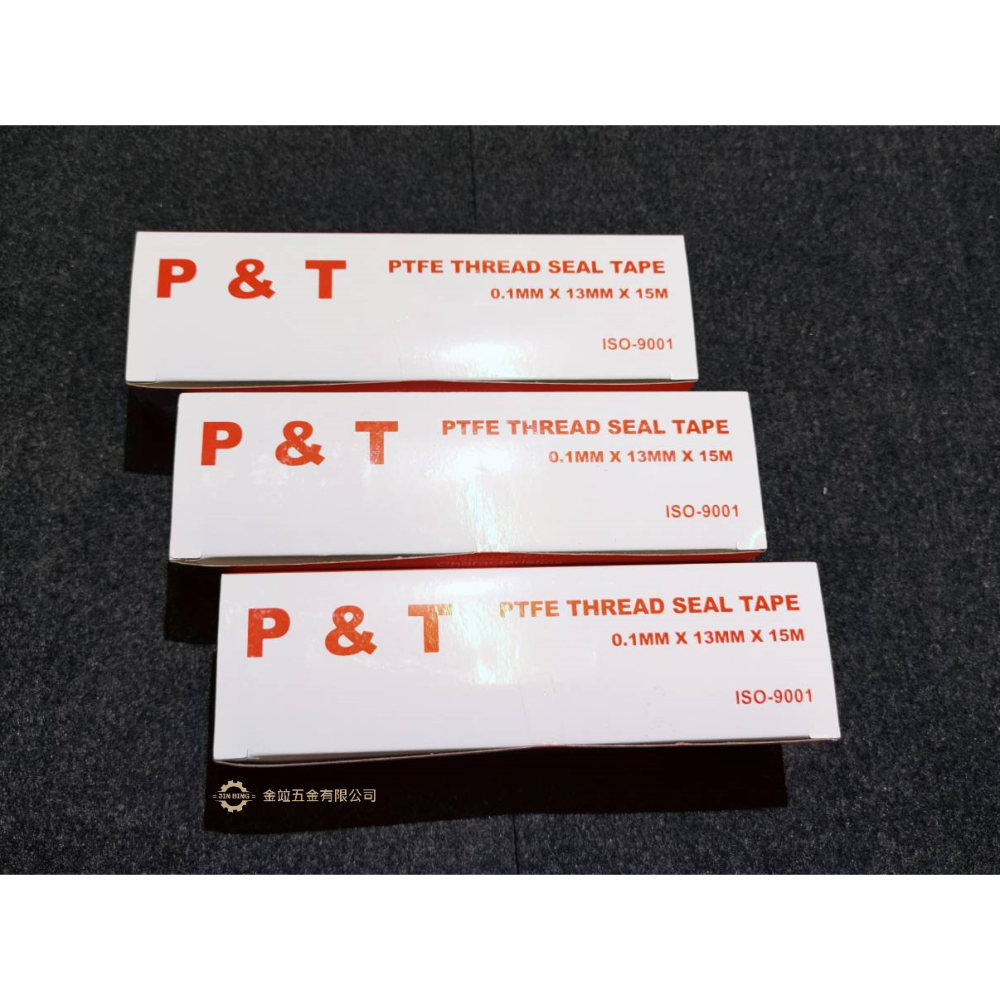 P & T
PTFE THREAD SEAL TAPE
0.1MM X 13MM X 15M
ISO-9001
P & T
PTFE THREAD SEAL TAPE
0.1MM X 13MM X 15M
ISO-9001
P & T
PTFE THREAD SEAL TAPE
0.1MM X 13MM X 15M
ISO-9001
JIN BING
金竝五金有限公司